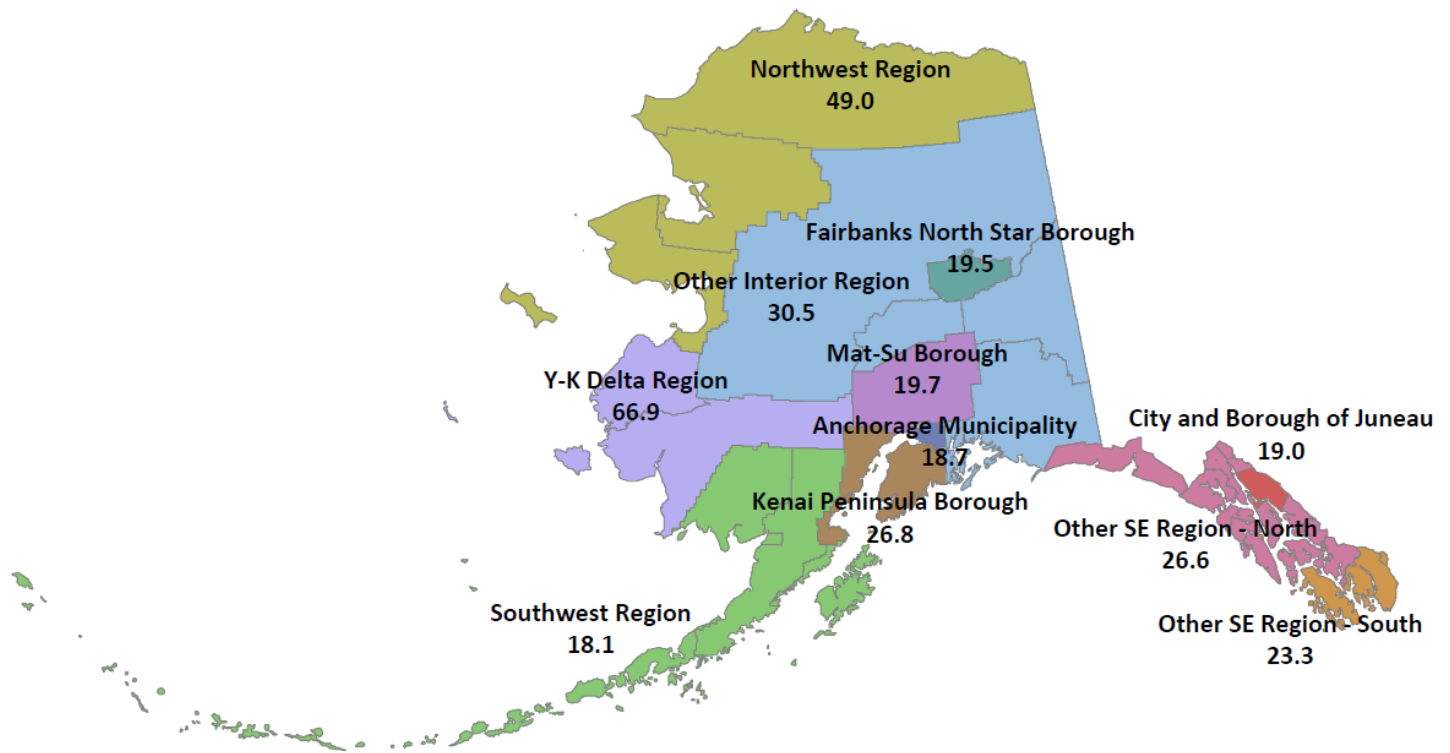 Northwest Region
49.0
Fairbanks North Star Borough
19.5
Other Interior Region
30.5
Mat-Su Borough
19.7
Y-K Delta Region
66.9
Anchorage Municipality
18.7
City and Borough of Juneau
19.0
Kenai Peninsula Borough
26.8
Other SE Region - North
26.6
Southwest Region
18.1
Other SE Region - South
23.3